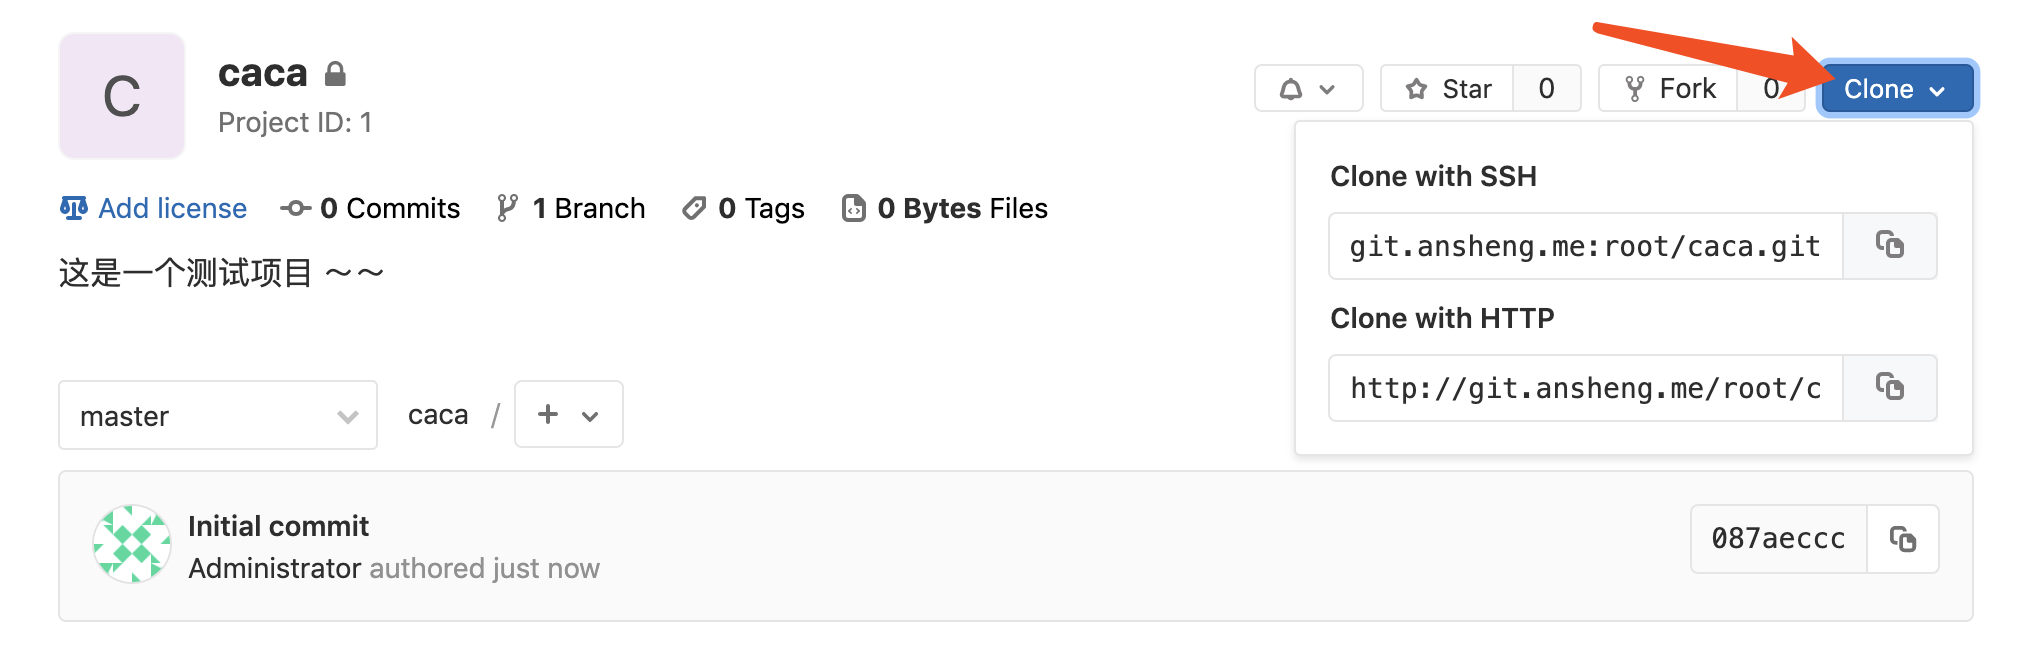 C
caca
Project ID: 1
Star 0
Fork 0
Clone
Add license 0 Commits 1 Branch 0 Tags 0 Bytes Files
这是一个测试项目 ～～
Clone with SSH
git.ansheng.me:root/caca.git
Clone with HTTP
http://git.ansheng.me/root/c
master
caca / +
Initial commit
Administrator authored just now
087aeccc